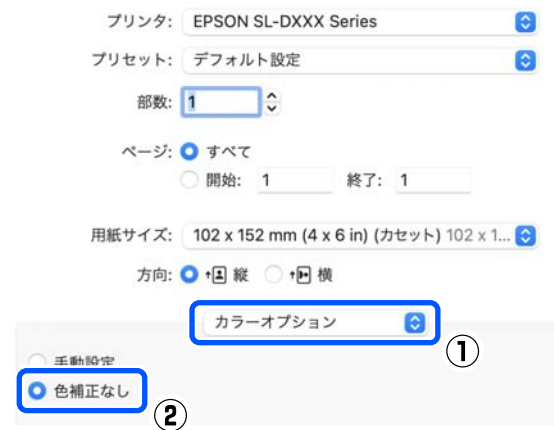 プリンタ: EPSON SL-DXXX Series
プリセット: デフォルト設定
部数: 1
ページ: すべて
開始: 1 終了: 1
用紙サイズ: 102 x 152 mm (4 x 6 in) (カセット) 102 x 1...
方向: 縦 横
カラーオプション
①
手動設定
色補正なし
②